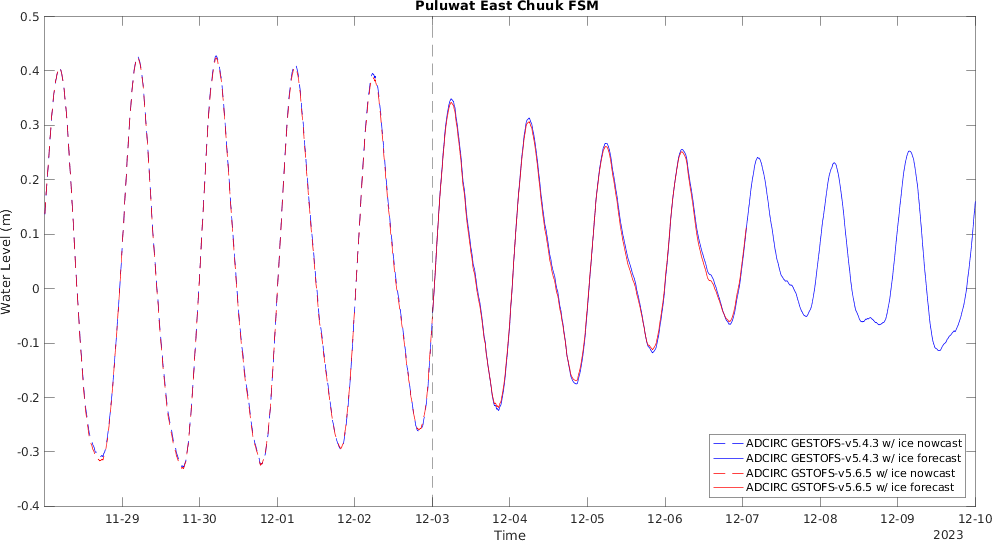 Puluwat East Chuuk FSM
0.5
0.4
0.3
0.2
0.1
0
-0.1
-0.2
-0.3
-0.4
Water Level (m)
ADCIRC GESTOFS-v5.4.3 w/ ice nowcast
ADCIRC GESTOFS-v5.4.3 w/ ice forecast
ADCIRC GSTOFS-v5.6.5 w/ ice nowcast
ADCIRC GSTOFS-v5.6.5 w/ ice forecast
11-29 11-30 12-01 12-02 12-03 12-04 12-05 12-06 12-07 12-08 12-09 12-10
Time
2023